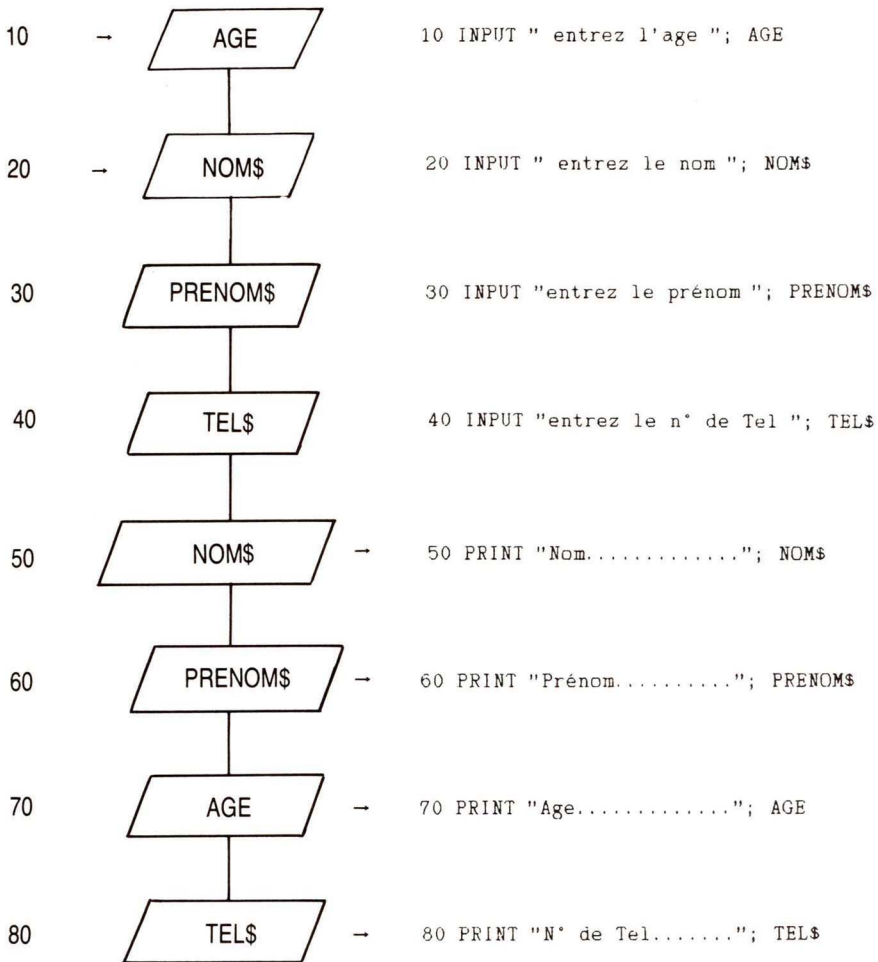 10 → AGE 10 INPUT " entrez l'age "; AGE
20 → NOM$ 20 INPUT " entrez le nom "; NOM$
30 PRENOM$ 30 INPUT "entrez le prénom "; PRENOM$
40 TEL$ 40 INPUT "entrez le n° de Tel "; TEL$
50 NOM$ → 50 PRINT "Nom............."; NOM$
60 PRENOM$ → 60 PRINT "Prénom.........."; PRENOM$
70 AGE → 70 PRINT "Age............."; AGE
80 TEL$ → 80 PRINT "N° de Tel......."; TEL$